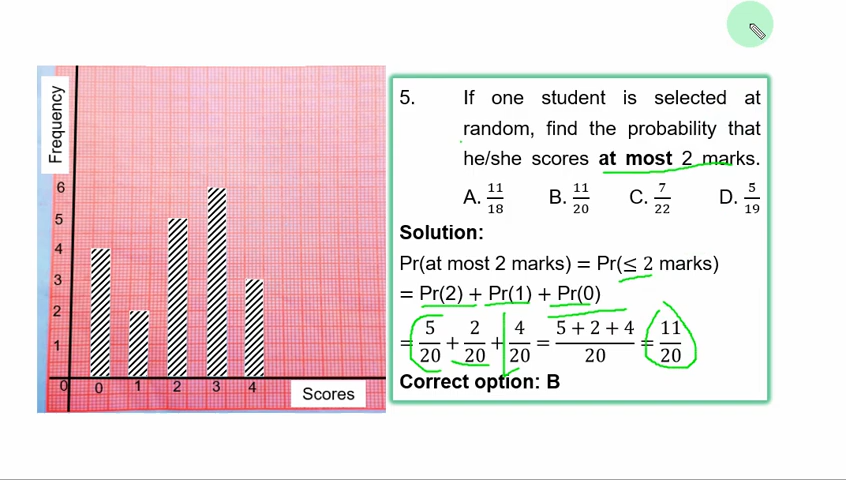 Frequency
6
5
4
3
2
1
0
0 1 2 3 4
Scores
5. If one student is selected at
random, find the probability that
he/she scores at most 2 marks.
A. 11/18 B. 11/20 C. 7/22 D. 5/19
Solution:
Pr(at most 2 marks) = Pr(≤ 2 marks)
= Pr(2) + Pr(1) + Pr(0)
= 5/20 + 2/20 + 4/20 = (5 + 2 + 4)/20 = 11/20
Correct option: B